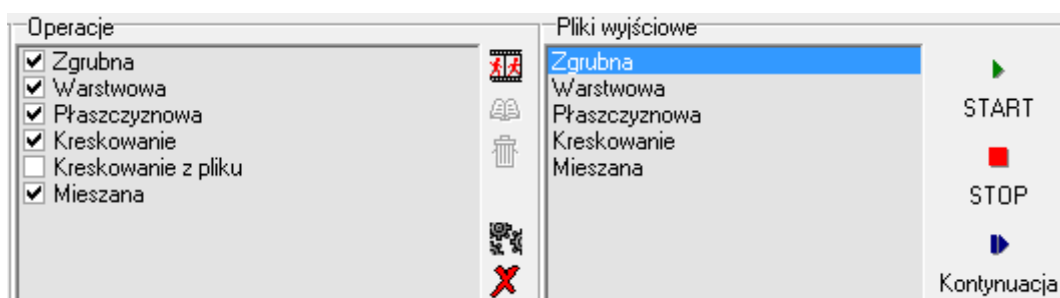 Operacje
Zgrubna
Warstwowa
Płaszczyznowa
Kreskowanie
Kreskowanie z pliku
Mieszana
Pliki wyjściowe
Zgrubna
Warstwowa
Płaszczyznowa
Kreskowanie
Mieszana
START
STOP
Kontynuacja